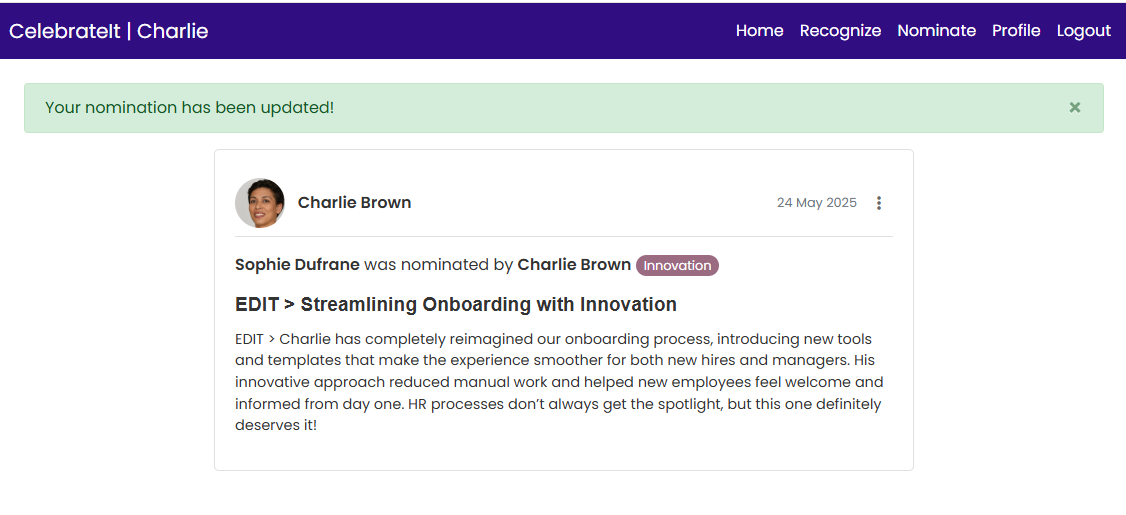 CelebrateIt | Charlie Home Recognize Nominate Profile Logout
Your nomination has been updated! ×
Charlie Brown 24 May 2025
Sophie Dufrane was nominated by Charlie Brown Innovation
EDIT > Streamlining Onboarding with Innovation
EDIT > Charlie has completely reimagined our onboarding process, introducing new tools
and templates that make the experience smoother for both new hires and managers. His
innovative approach reduced manual work and helped new employees feel welcome and
informed from day one. HR processes don’t always get the spotlight, but this one definitely
deserves it!